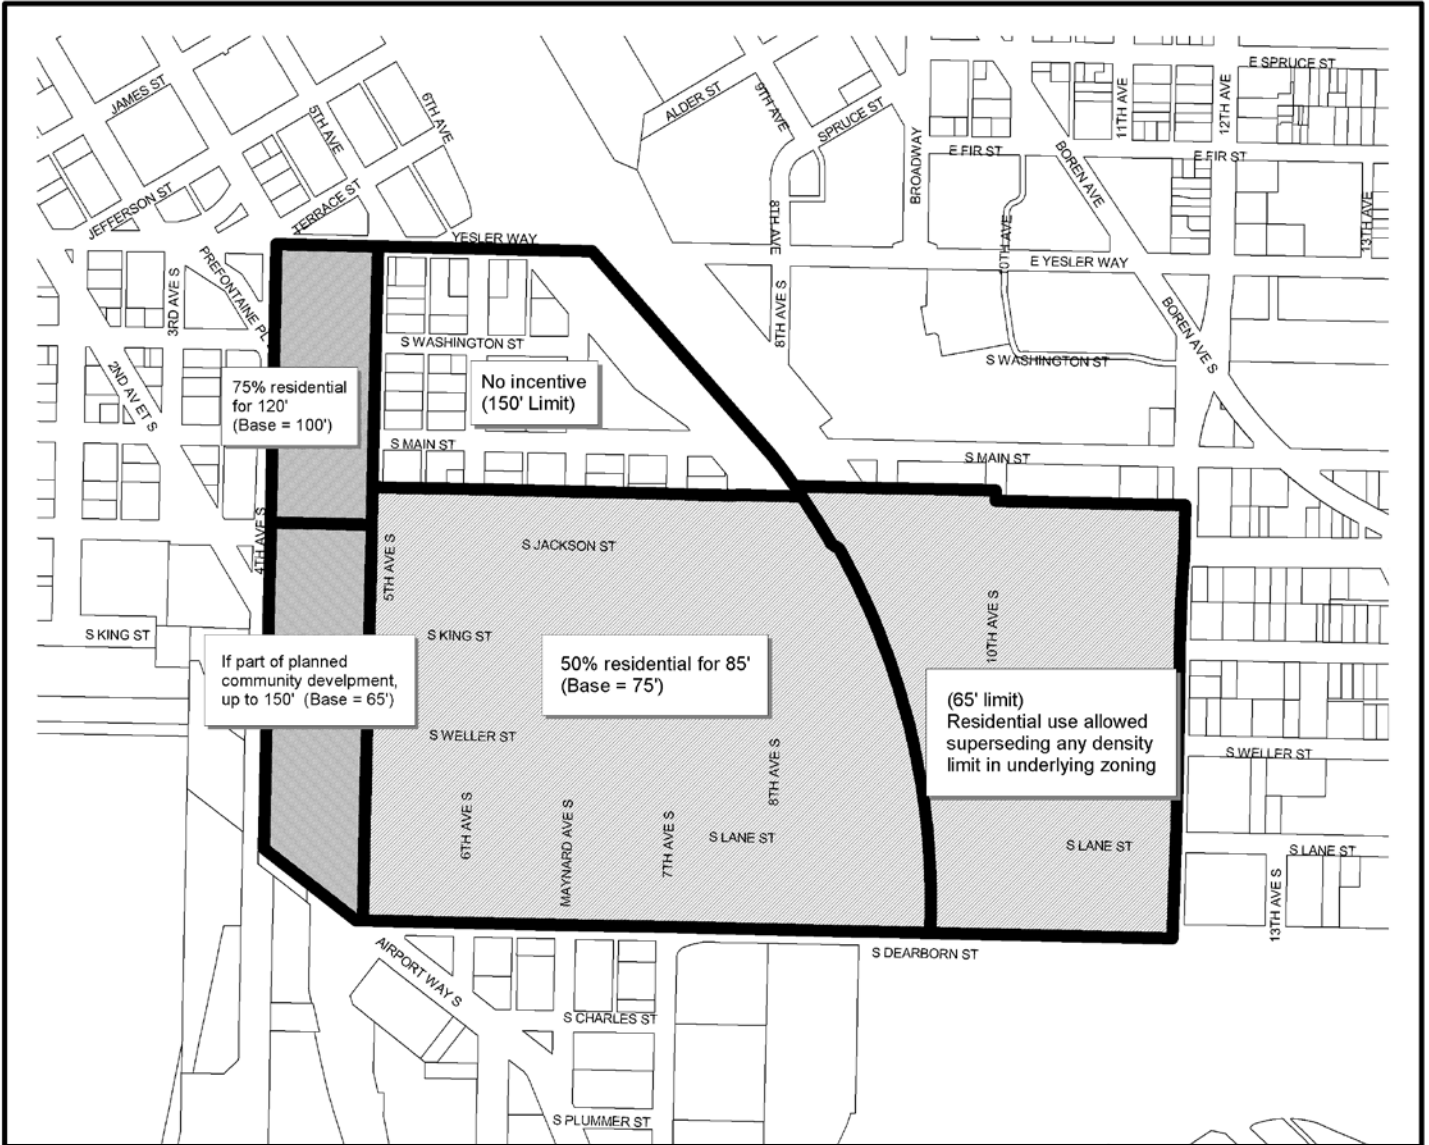 E SPRUCE ST
JAMES ST
5TH AVE
6TH AVE
ALDER ST
9TH AVE
SPRUCE ST
BROADWAY
11TH AVE
12TH AVE
E FIR ST
BOREN AVE
E FIR ST
JEFFERSON ST
TERRACE ST
8TH AVE
10TH AVE
13TH AVE
YESLER WAY
E YESLER WAY
PREFONTAINE PL
3RD AVE S
8TH AVE S
BOREN AVE S
S WASHINGTON ST
S WASHINGTON ST
2ND AV ET S
75% residential
for 120'
(Base = 100')
No incentive
(150' Limit)
S MAIN ST
S MAIN ST
4TH AVE S
5TH AVE S
S JACKSON ST
10TH AVE S
S KING ST
S KING ST
If part of planned
community develpment,
up to 150' (Base = 65')
50% residential for 85'
(Base = 75')
(65' limit)
Residential use allowed
superseding any density
limit in underlying zoning
S WELLER ST
S WELLER ST
8TH AVE S
6TH AVE S
MAYNARD AVE S
7TH AVE S
S LANE ST
S LANE ST
S LANE ST
13TH AVE S
AIRPORT WAY S
S DEARBORN ST
S CHARLES ST
S PLUMMER ST